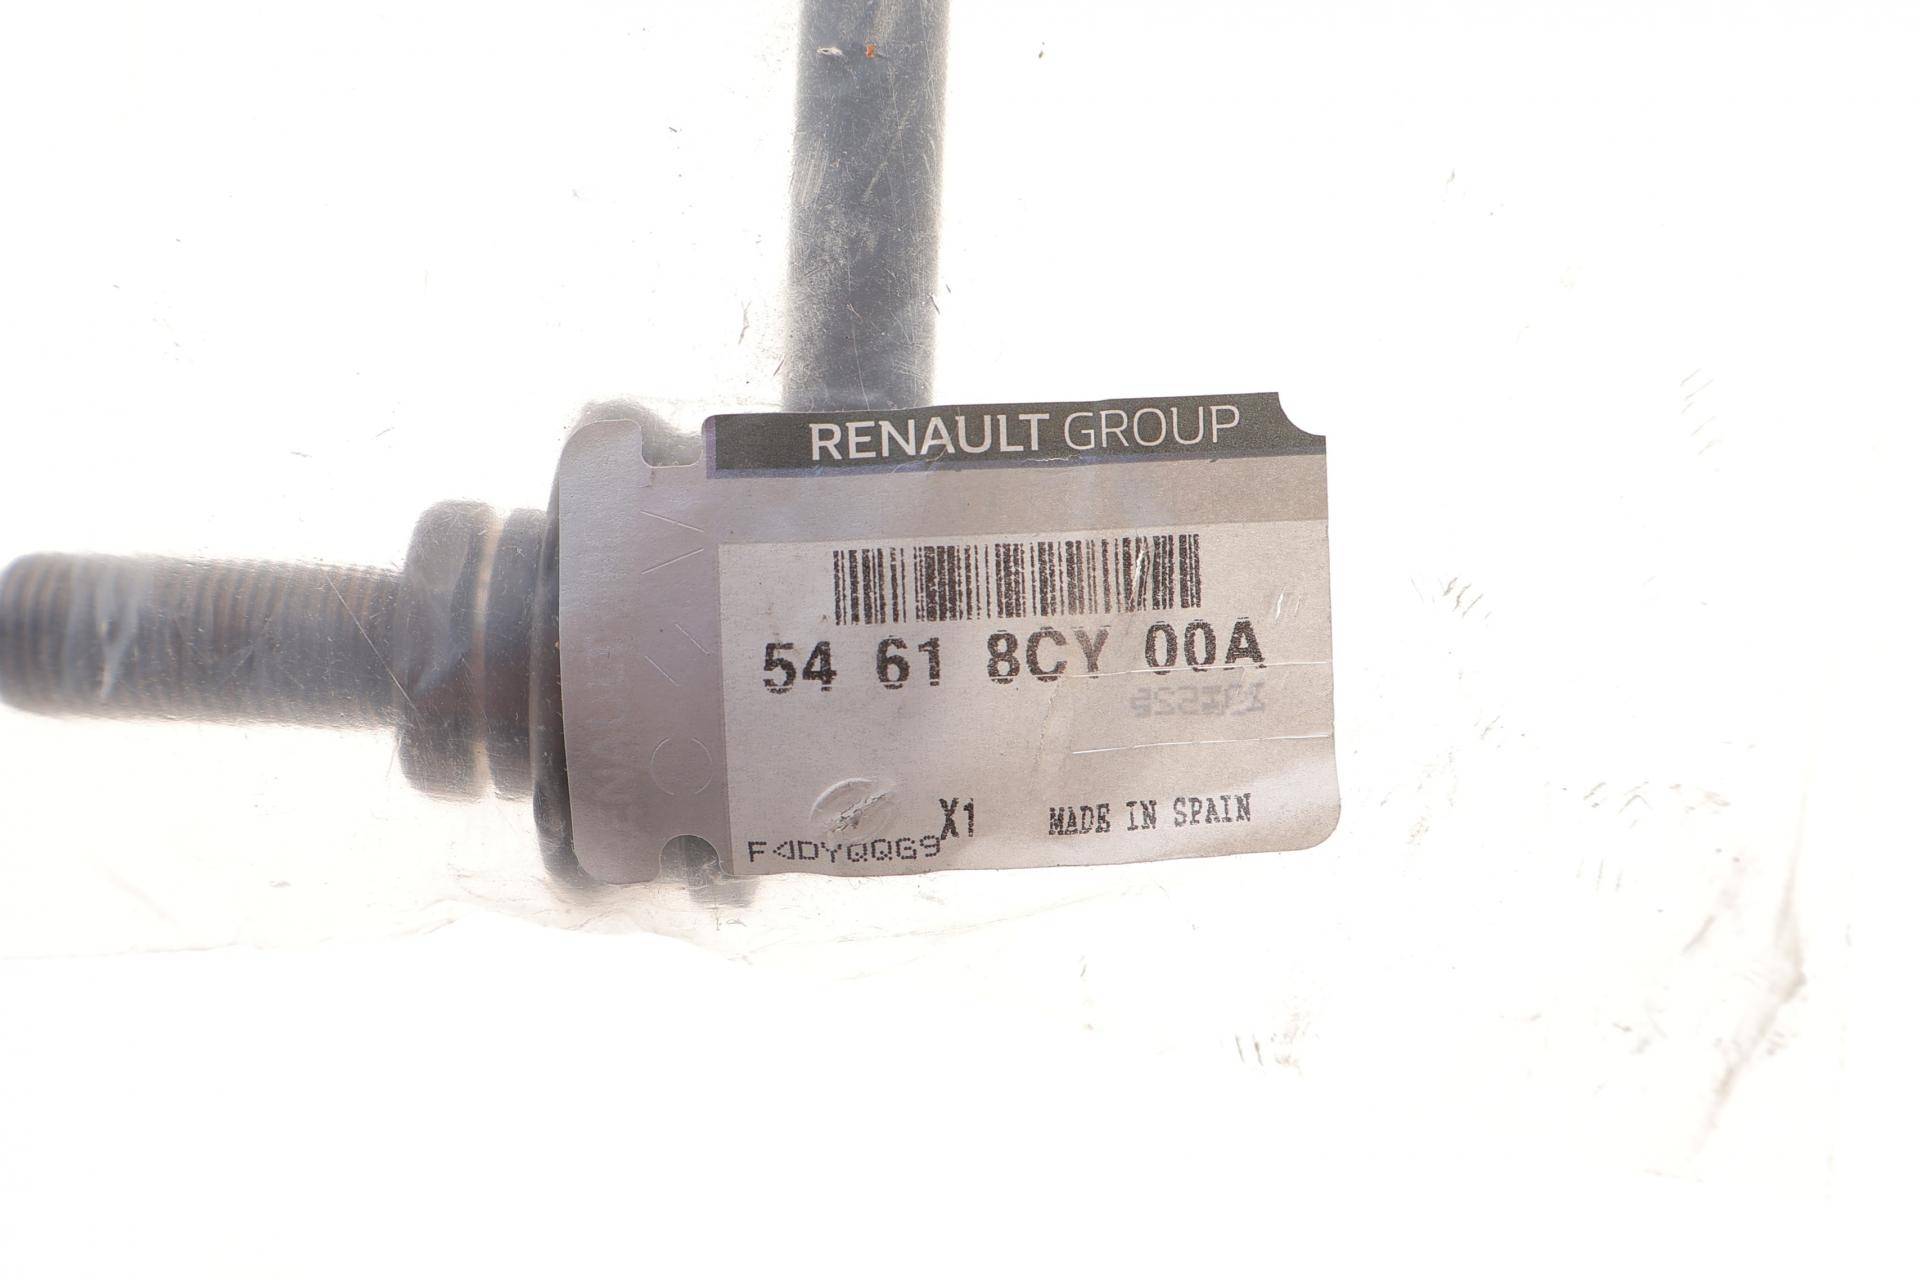 RENAULT GROUP
54 61 8CY 00A
X1 MADE IN SPAIN
F4DYQQG9